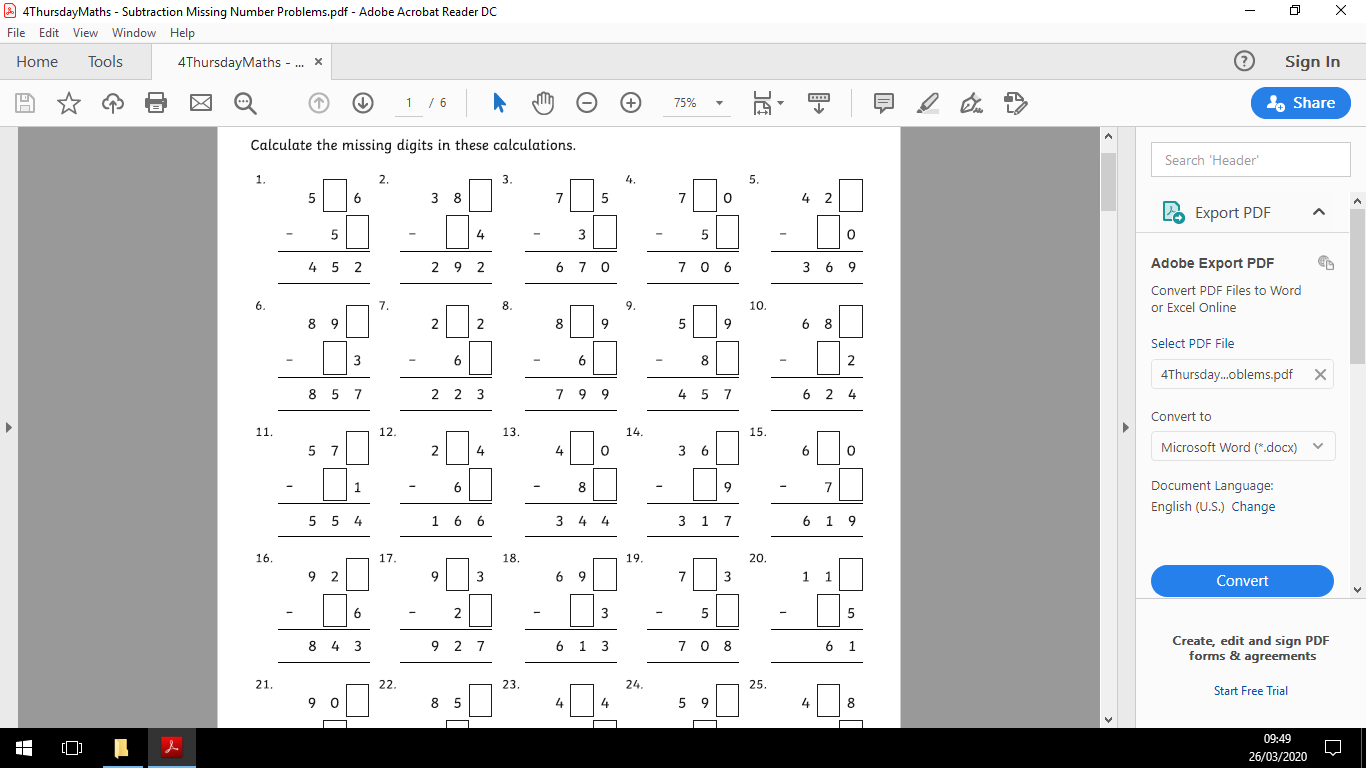 4ThursdayMaths - Subtraction Missing Number Problems.pdf - Adobe Acrobat Reader DC
File Edit View Window Help
Home Tools 4ThursdayMaths - ... × ? Sign In
1 / 6 75% Share
Calculate the missing digits in these calculations.
1. 2. 3. 4. 5.
5 6 3 8 7 5 7 0 4 2
- 5 - 4 - 3 - 5 - 0
4 5 2 2 9 2 6 7 0 7 0 6 3 6 9
6. 7. 8. 9. 10.
8 9 2 2 8 9 5 9 6 8
- 3 - 6 - 6 - 8 - 2
8 5 7 2 2 3 7 9 9 4 5 7 6 2 4
11. 12. 13. 14. 15.
5 7 2 4 4 0 3 6 6 0
- 1 - 6 - 8 - 9 - 7
5 5 4 1 6 6 3 4 4 3 1 7 6 1 9
16. 17. 18. 19. 20.
9 2 9 3 6 9 7 3 1 1
- 6 - 2 - 3 - 5 - 5
8 4 3 9 2 7 6 1 3 7 0 8 6 1
21. 22. 23. 24. 25.
9 0 8 5 4 4 5 9 4 8
Search 'Header'
Export PDF
Adobe Export PDF
Convert PDF Files to Word
or Excel Online
Select PDF File
4Thursday...oblems.pdf
Convert to
Microsoft Word (*.docx)
Document Language:
English (U.S.) Change
Convert
Create, edit and sign PDF
forms & agreements
Start Free Trial
09:49
26/03/2020